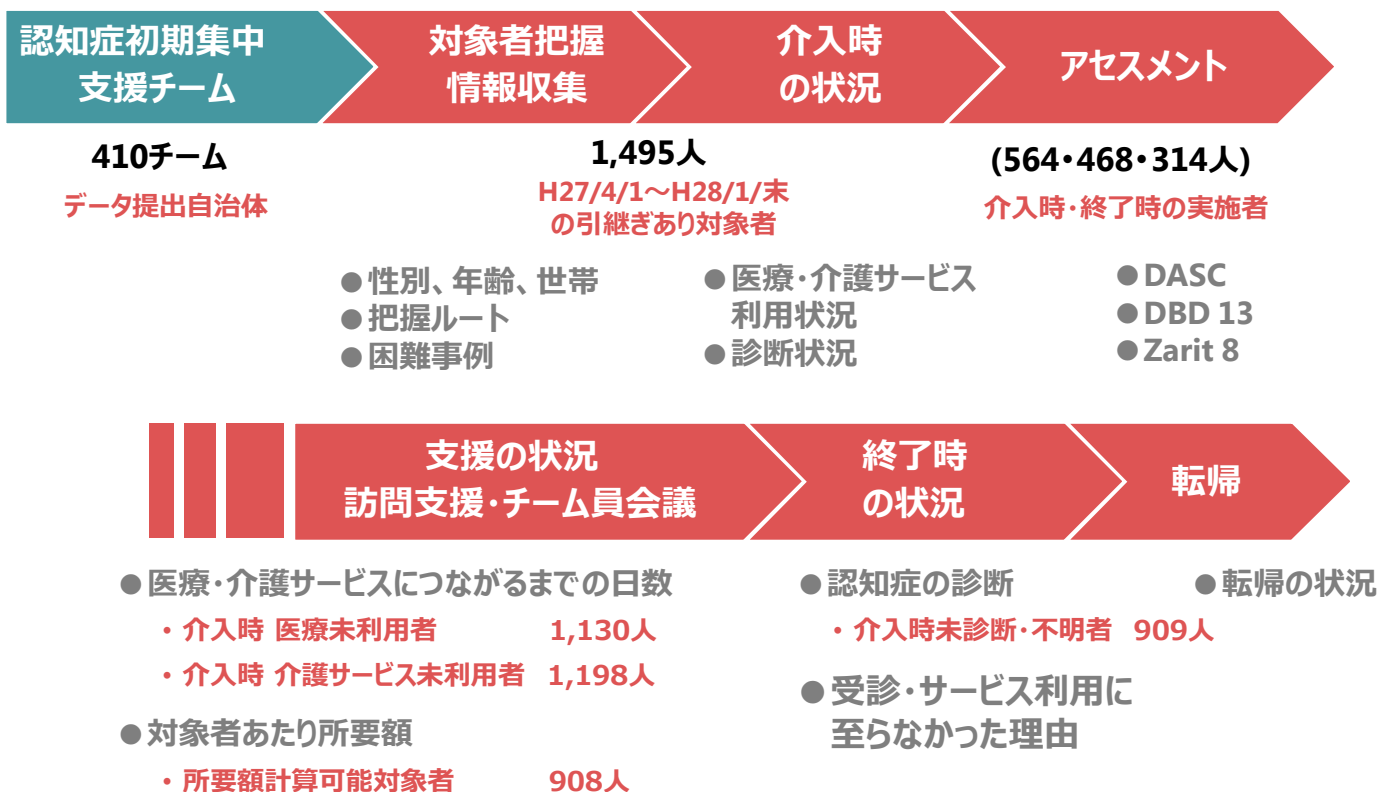 認知症初期集中
支援チーム
対象者把握
情報収集
介入時
の状況
アセスメント
410チーム
データ提出自治体
1,495人
H27/4/1～H28/1/末
の引継ぎあり対象者
(564・468・314人)
介入時・終了時の実施者
●性別、年齢、世帯
●把握ルート
●困難事例
●医療・介護サービス
利用状況
●診断状況
●DASC
●DBD 13
●Zarit 8
支援の状況
訪問支援・チーム員会議
終了時
の状況
転帰
●医療・介護サービスにつながるまでの日数
・介入時 医療未利用者 1,130人
・介入時 介護サービス未利用者 1,198人
●対象者あたり所要額
・所要額計算可能対象者 908人
●認知症の診断
・介入時未診断・不明者 909人
●受診・サービス利用に
至らなかった理由
●転帰の状況